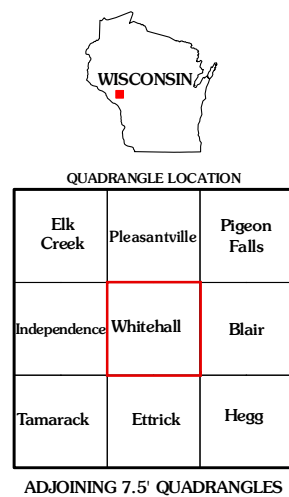 WISCONSIN
QUADRANGLE LOCATION
Elk
Creek
Pleasantville
Pigeon
Falls
Independence
Whitehall
Blair
Tamarack
Ettrick
Hegg
ADJOINING 7.5' QUADRANGLES